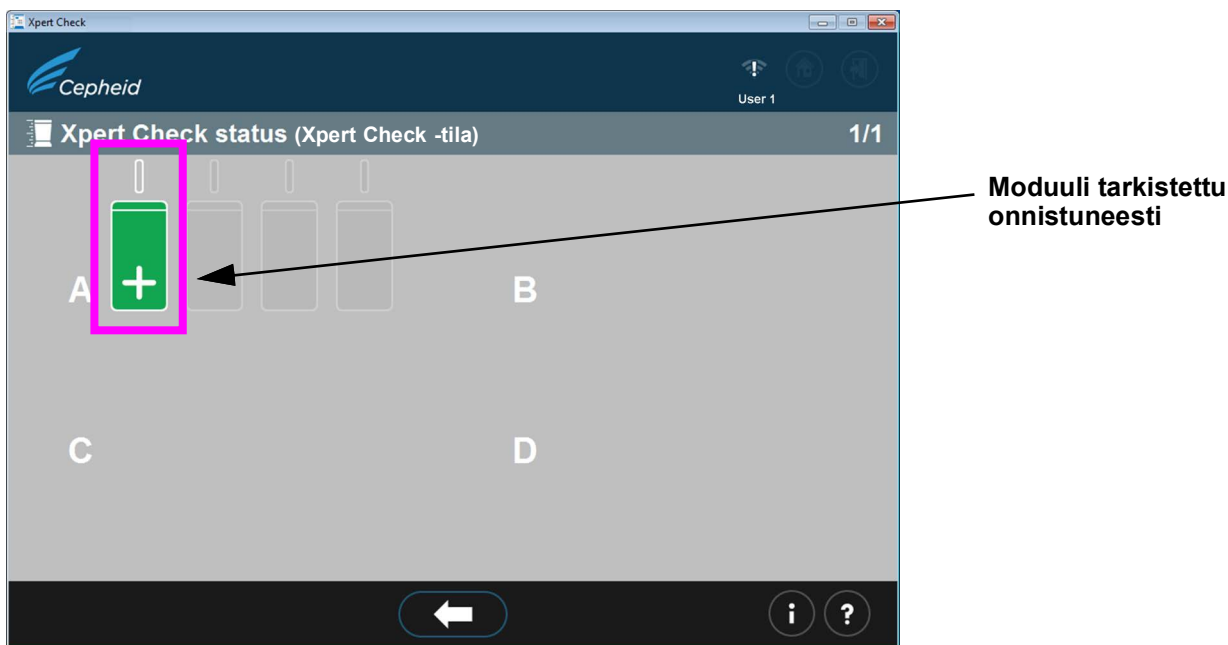 Xpert Check
Cepheid
User 1
Xpert Check status (Xpert Check -tila)
1/1
Moduuli tarkistettu
onnistuneesti
A
B
C
D
i
?